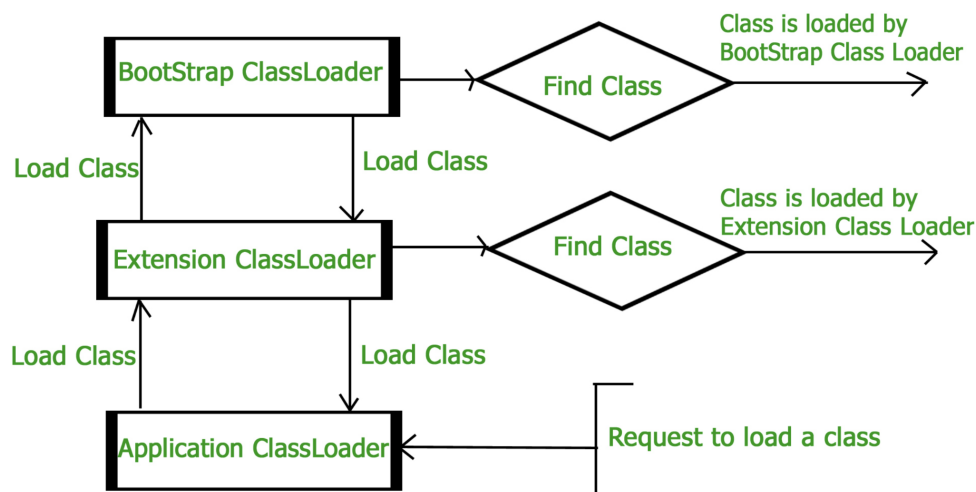 Class is loaded by
BootStrap Class Loader
BootStrap ClassLoader
Find Class
Load Class
Load Class
Class is loaded by
Extension Class Loader
Extension ClassLoader
Find Class
Load Class
Load Class
Application ClassLoader
Request to load a class